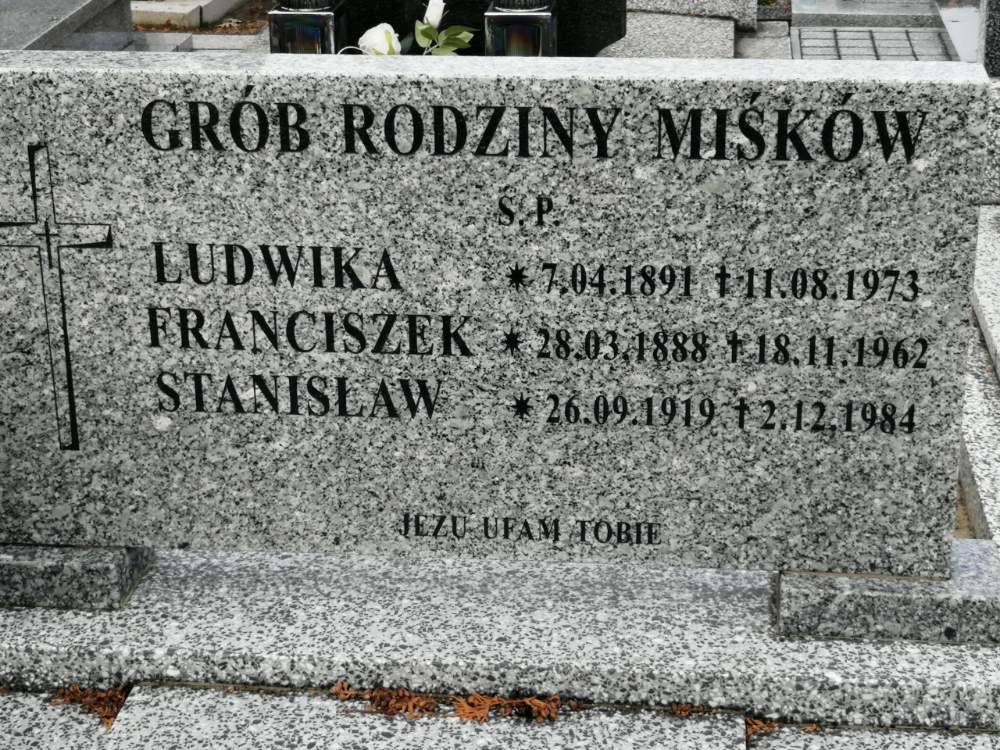 GRÓB RODZINY MIŚKÓW
Ś. P.
LUDWIKA * 7.04.1891 † 11.08.1973
FRANCISZEK * 28.03.1888 † 18.11.1962
STANISŁAW * 26.09.1919 † 2.12.1984
JEZU UFAM TOBIE